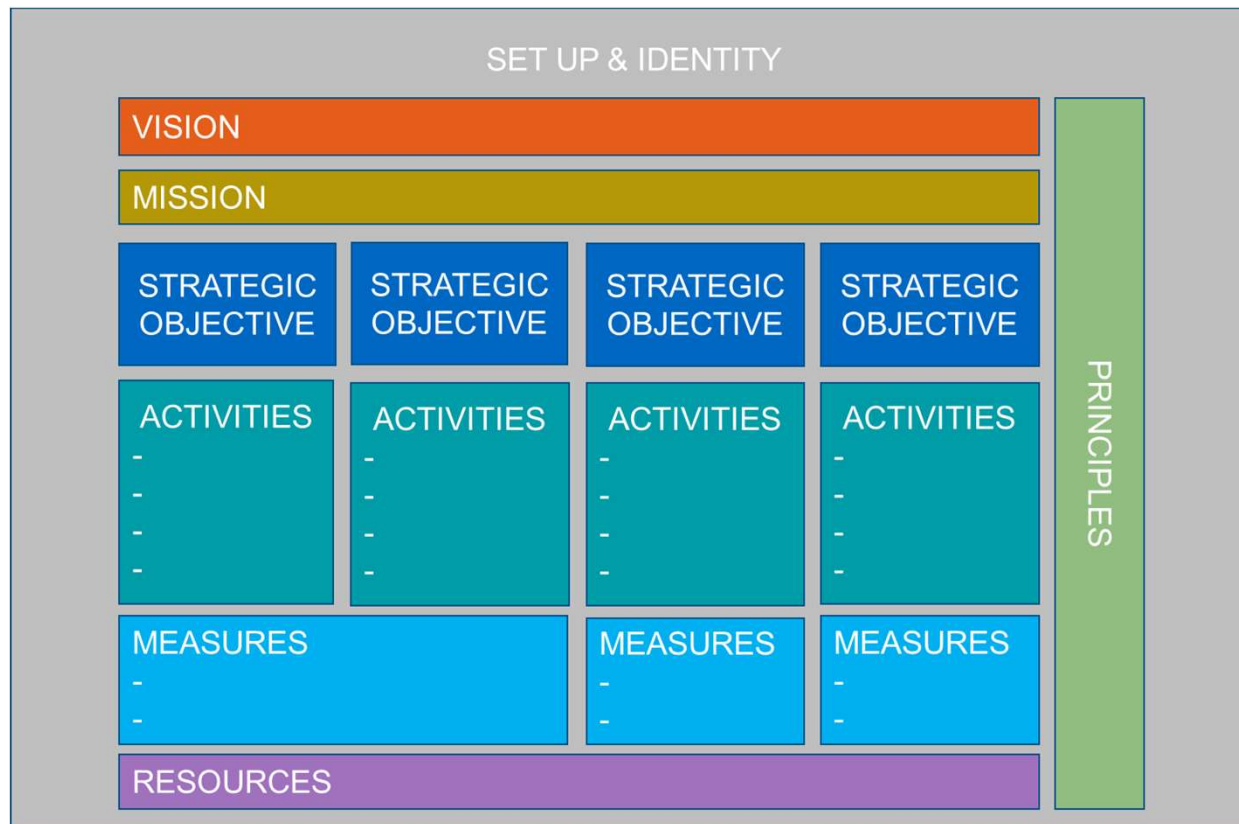 SET UP & IDENTITY
VISION
MISSION
STRATEGIC
OBJECTIVE
STRATEGIC
OBJECTIVE
STRATEGIC
OBJECTIVE
STRATEGIC
OBJECTIVE
ACTIVITIES
-
-
-
-
ACTIVITIES
-
-
-
-
ACTIVITIES
-
-
-
-
ACTIVITIES
-
-
-
-
MEASURES
-
-
MEASURES
-
-
MEASURES
-
-
RESOURCES
PRINCIPLES